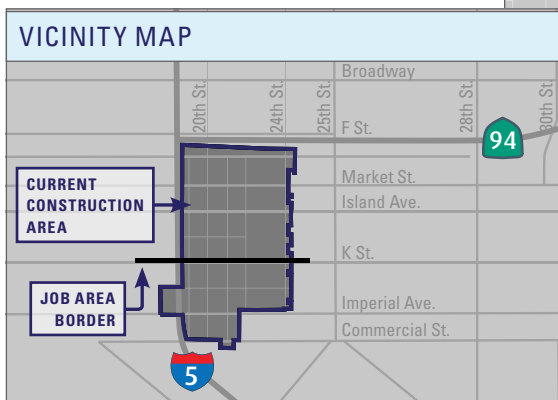 VICINITY MAP
Broadway
20th St.
24th St.
25th St.
28th St.
30th St.
F St.
94
CURRENT
CONSTRUCTION
AREA
Market St.
Island Ave.
K St.
JOB AREA
BORDER
Imperial Ave.
Commercial St.
5